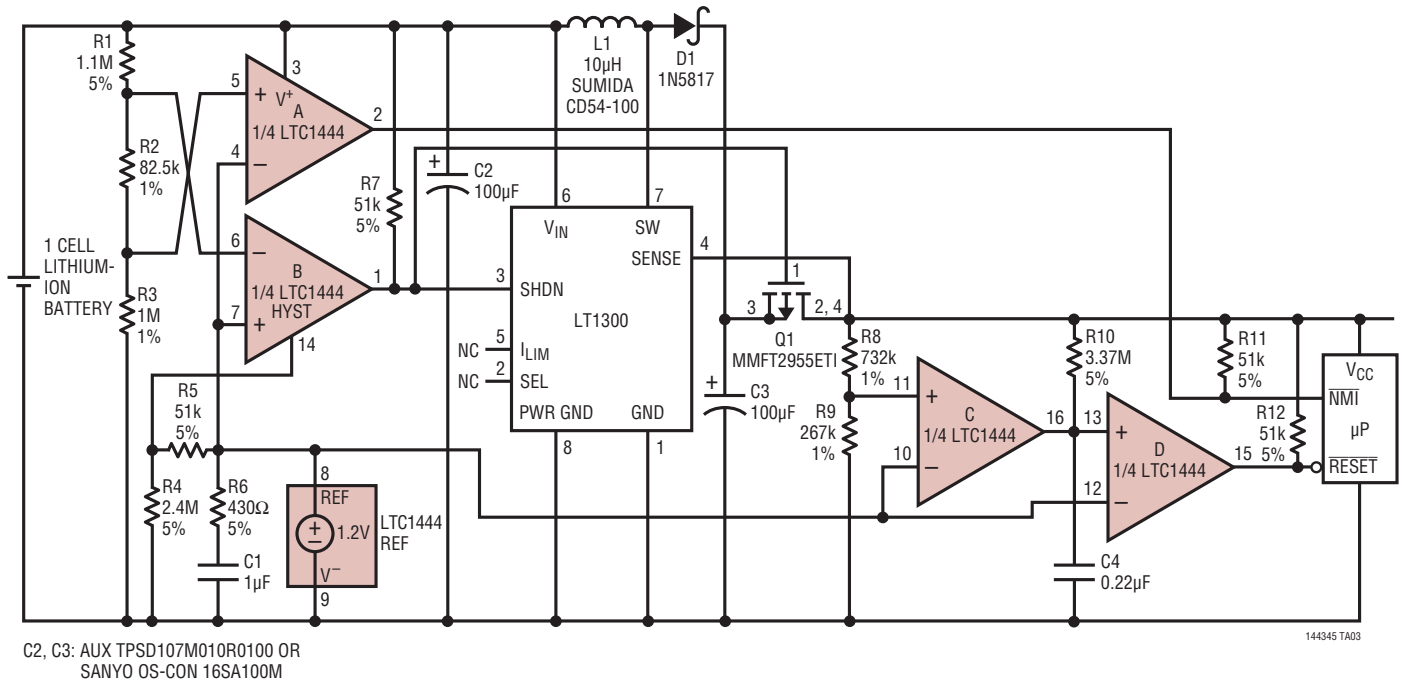 R1
1.1M
5%
R2
82.5k
1%
R3
1M
1%
1 CELL
LITHIUM-
ION
BATTERY
5
+
V+
3
A
1/4 LTC1444
2
4
−
6
−
B
1/4 LTC1444
HYST
1
7
+
14
R7
51k
5%
+
C2
100µF
L1
10µH
SUMIDA
CD54-100
D1
1N5817
6
7
VIN
SW
SENSE
4
3
SHDN
LT1300
NC
5
ILIM
NC
2
SEL
PWR GND
GND
8
1
1
3
2, 4
Q1
MMFT2955ETI
+
C3
100µF
R8
732k
1%
R9
267k
1%
11
+
C
1/4 LTC1444
16
10
−
R10
3.37M
5%
13
+
D
1/4 LTC1444
15
12
−
C4
0.22µF
R11
51k
5%
R12
51k
5%
VCC
NMI
µP
RESET
R5
51k
5%
R4
2.4M
5%
R6
430Ω
5%
C1
1µF
8
REF
+
−
1.2V
V−
9
LTC1444
REF
144345 TA03
C2, C3: AUX TPSD107M010R0100 OR
SANYO OS-CON 16SA100M